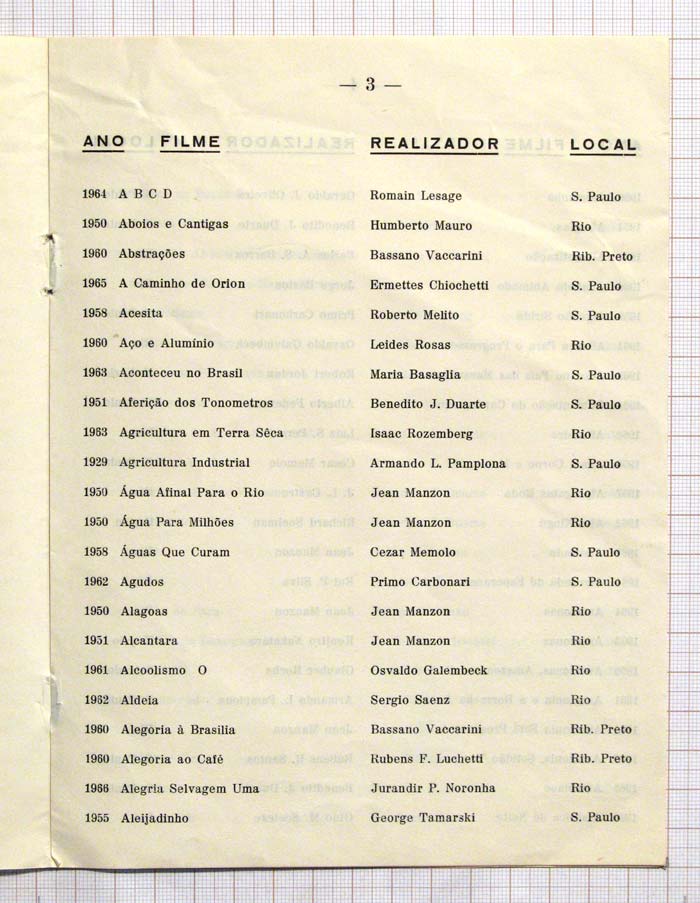 — 3 —
ANO FILME REALIZADOR LOCAL
1964 A B C D Romain Lesage S. Paulo
1950 Aboios e Cantigas Humberto Mauro Rio
1960 Abstrações Bassano Vaccarini Rib. Preto
1965 A Caminho de Orion Ermettes Chiochetti S. Paulo
1958 Acesita Roberto Melito S. Paulo
1960 Aço e Alumínio Leides Rosas Rio
1963 Aconteceu no Brasil Maria Basaglia S. Paulo
1951 Aferição dos Tonometros Benedito J. Duarte S. Paulo
1963 Agricultura em Terra Sêca Isaac Rozemberg Rio
1929 Agricultura Industrial Armando L. Pamplona S. Paulo
1950 Água Afinal Para o Rio Jean Manzon Rio
1950 Água Para Milhões Jean Manzon Rio
1958 Águas Que Curam Cezar Memolo S. Paulo
1962 Agudos Primo Carbonari S. Paulo
1950 Alagoas Jean Manzon Rio
1951 Alcantara Jean Manzon Rio
1961 Alcoolismo O Osvaldo Galembeck Rio
1962 Aldeia Sergio Saenz Rio
1960 Alegoria à Brasilia Bassano Vaccarini Rib. Preto
1960 Alegoria ao Café Rubens F. Luchetti Rib. Preto
1966 Alegria Selvagem Uma Jurandir P. Noronha Rio
1955 Aleijadinho George Tamarski S. Paulo